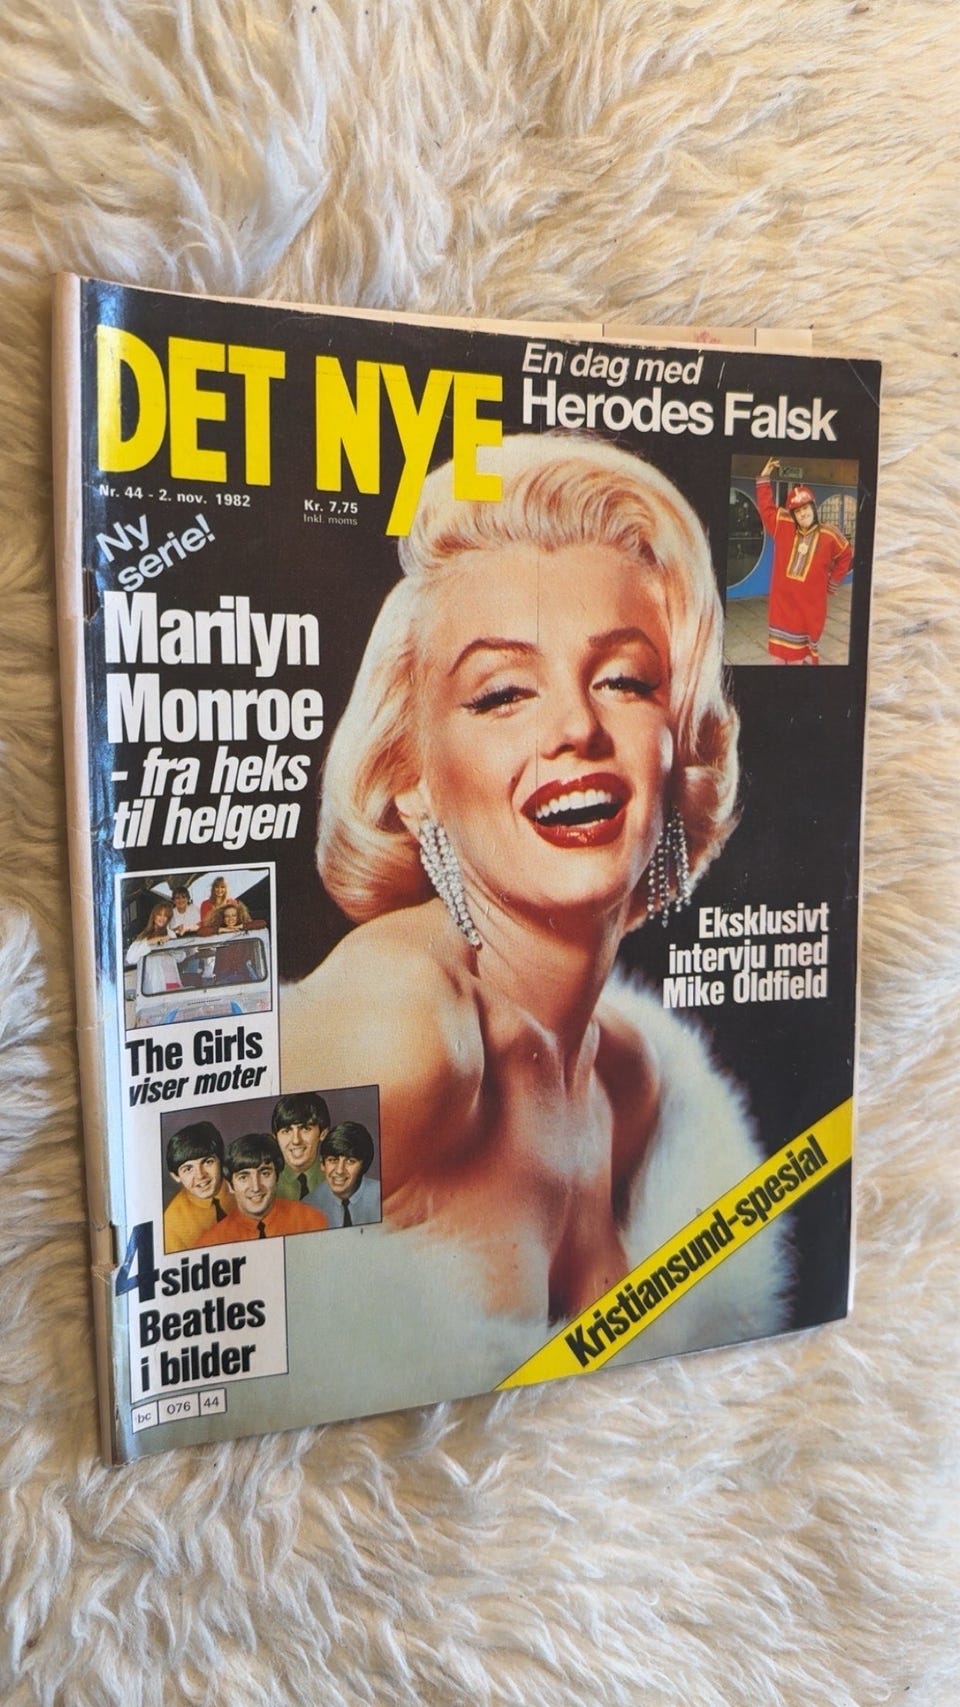 DET NYE
En dag med
Herodes Falsk
Nr. 44 - 2. nov. 1982
Kr. 7,75
Inkl. moms
Ny
serie!
Marilyn
Monroe
- fra heks
til helgen
Eksklusivt
intervju med
Mike Oldfield
The Girls
viser moter
4 sider
Beatles
i bilder
Kristiansund-spesial
bc 076 44